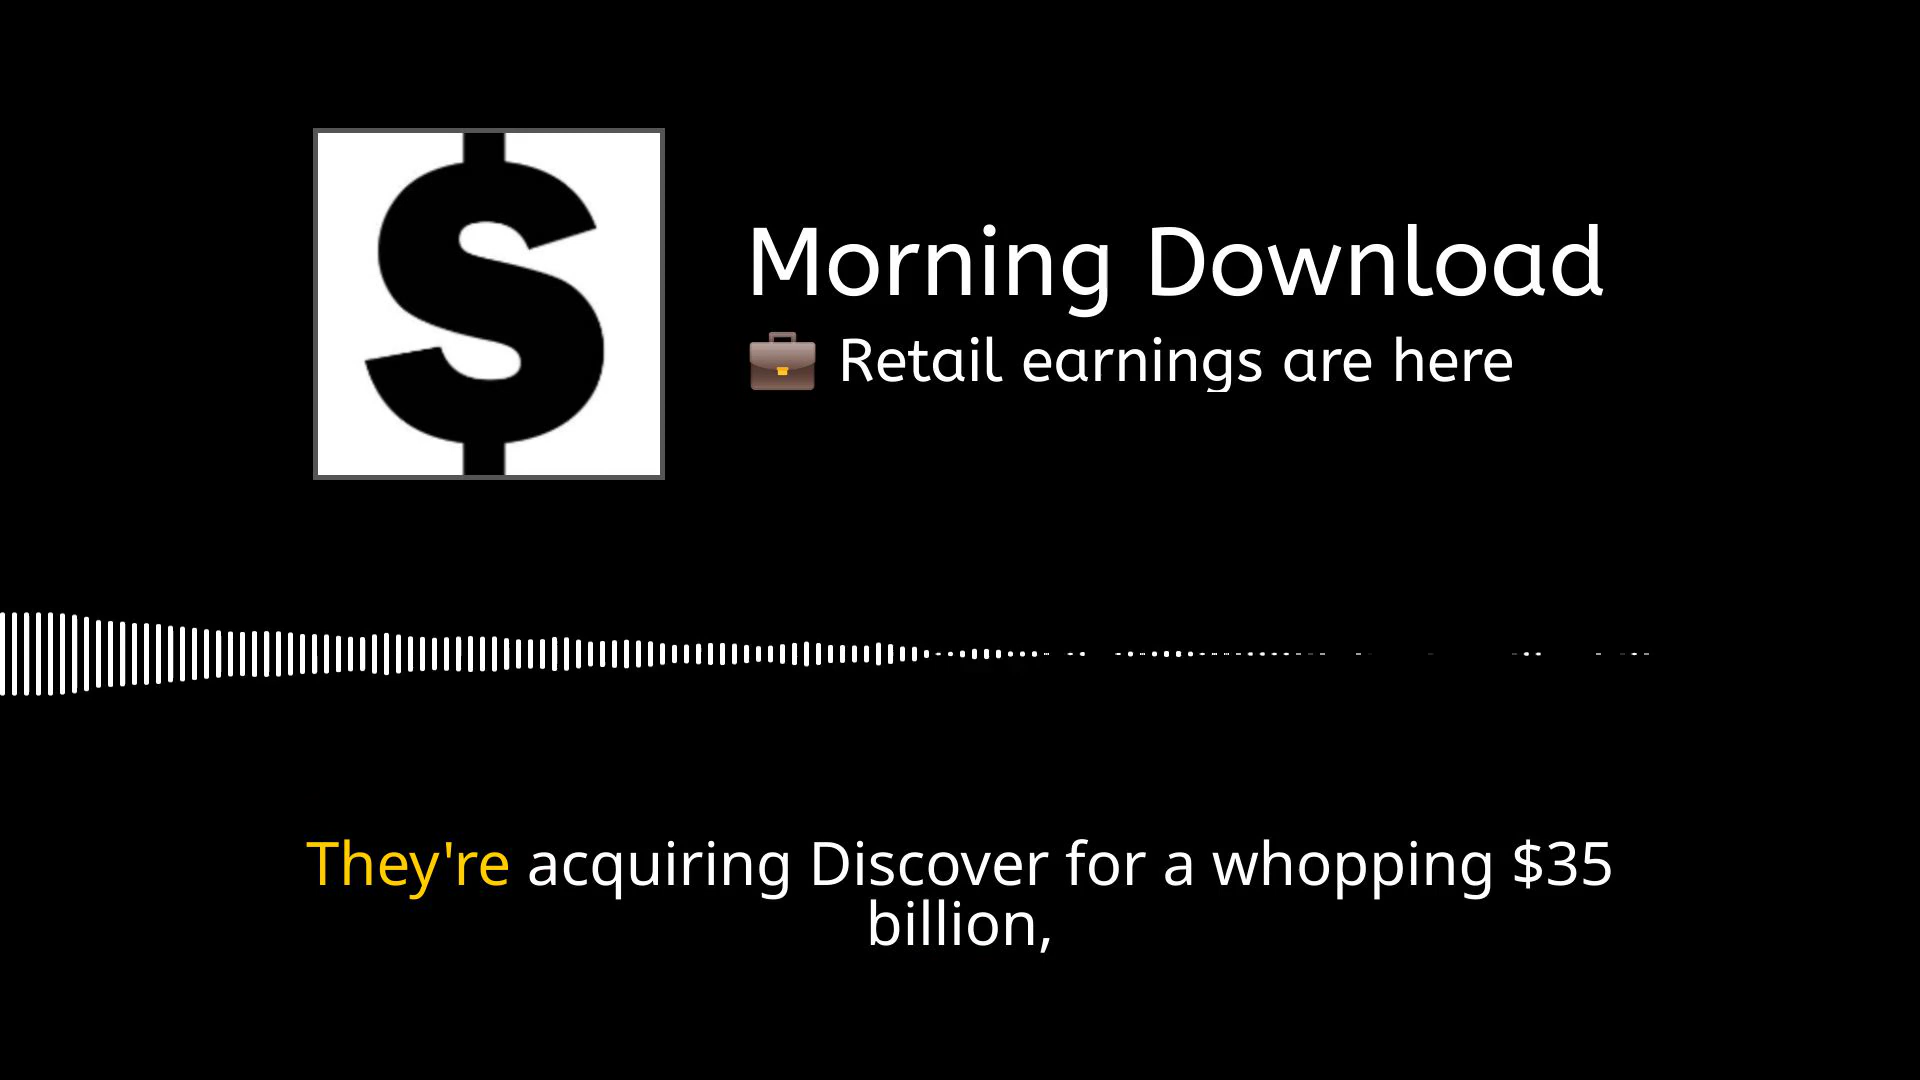 $
Morning Download
💼 Retail earnings are here
They're acquiring Discover for a whopping $35
billion,